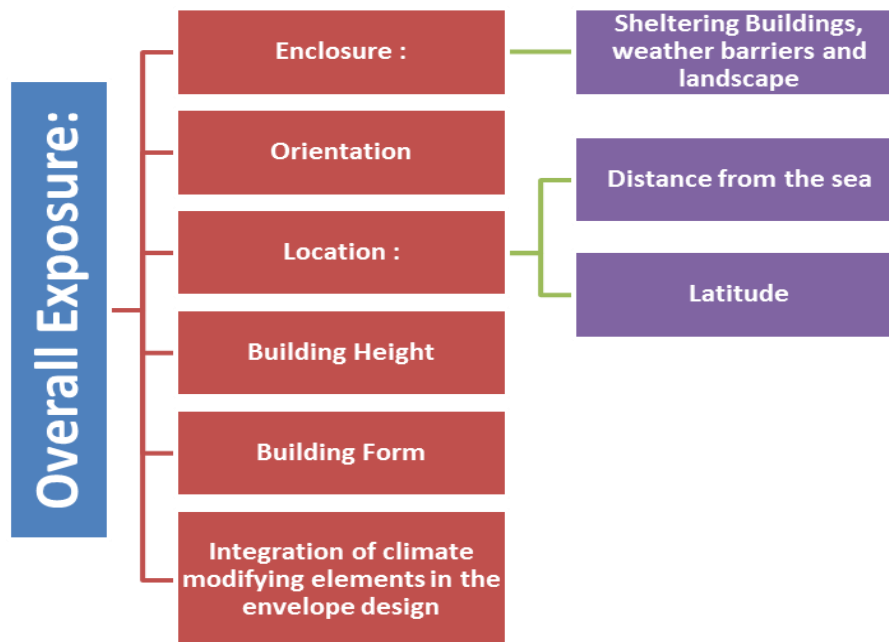 Overall Exposure:
Enclosure :
Sheltering Buildings,
weather barriers and
landscape
Orientation
Location :
Distance from the sea
Latitude
Building Height
Building Form
Integration of climate
modifying elements in the
envelope design